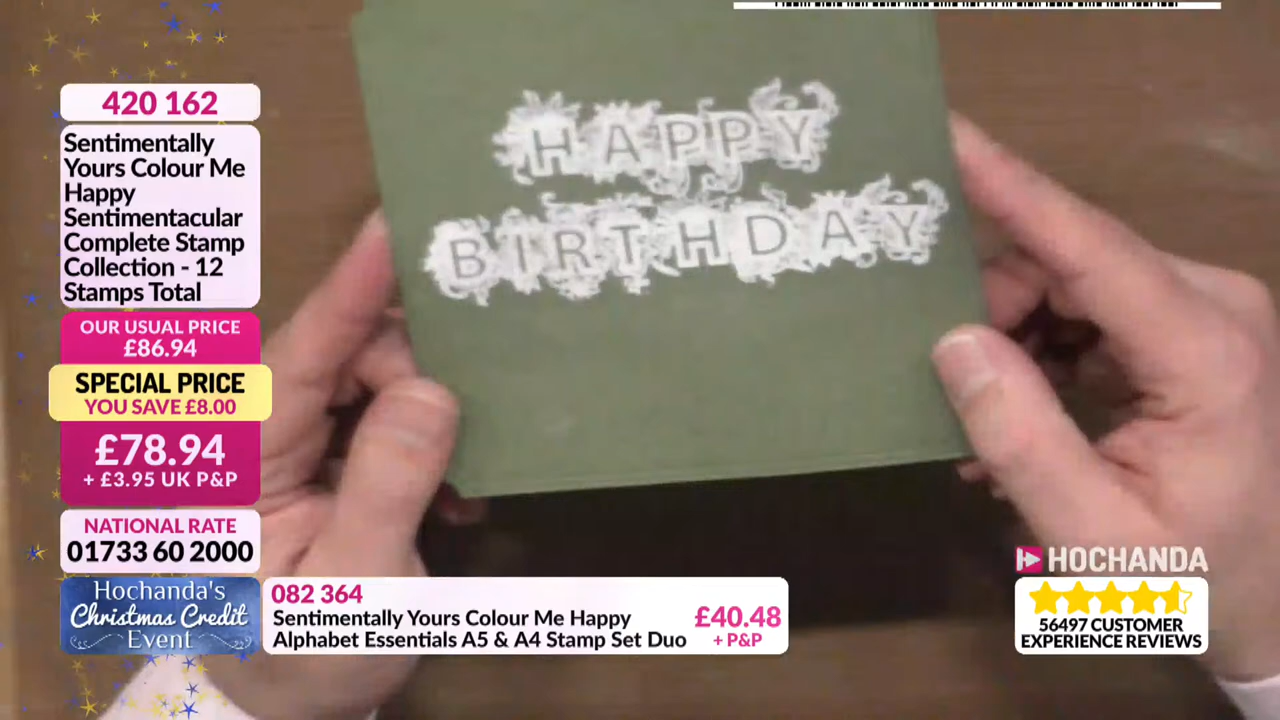 420 162
Sentimentally
Yours Colour Me
Happy
Sentimentacular
Complete Stamp
Collection - 12
Stamps Total
OUR USUAL PRICE
£86.94
SPECIAL PRICE
YOU SAVE £8.00
£78.94
+ £3.95 UK P&P
NATIONAL RATE
01733 60 2000
Hochanda's
Christmas Credit
Event
082 364
Sentimentally Yours Colour Me Happy
Alphabet Essentials A5 & A4 Stamp Set Duo
£40.48
+ P&P
HAPPY
BIRTHDAY
HOCHANDA
56497 CUSTOMER
EXPERIENCE REVIEWS